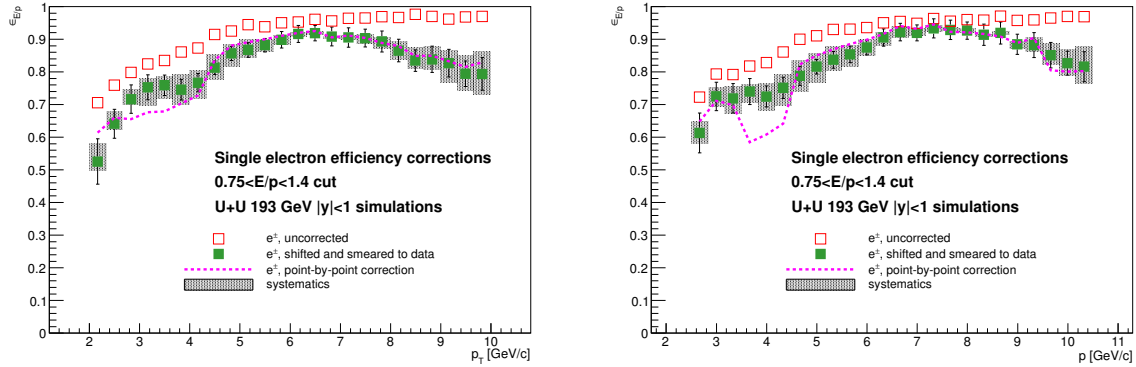 ϵ_E/p
1
0.9
0.8
0.7
0.6
0.5
0.4
0.3
0.2
0.1
0
Single electron efficiency corrections
0.75<E/p<1.4 cut
U+U 193 GeV |y|<1 simulations
e±, uncorrected
e±, shifted and smeared to data
e±, point-by-point correction
systematics
2 3 4 5 6 7 8 9 10
p_T [GeV/c]
ϵ_E/p
1
0.9
0.8
0.7
0.6
0.5
0.4
0.3
0.2
0.1
0
Single electron efficiency corrections
0.75<E/p<1.4 cut
U+U 193 GeV |y|<1 simulations
e±, uncorrected
e±, shifted and smeared to data
e±, point-by-point correction
systematics
2 3 4 5 6 7 8 9 10 11
p [GeV/c]